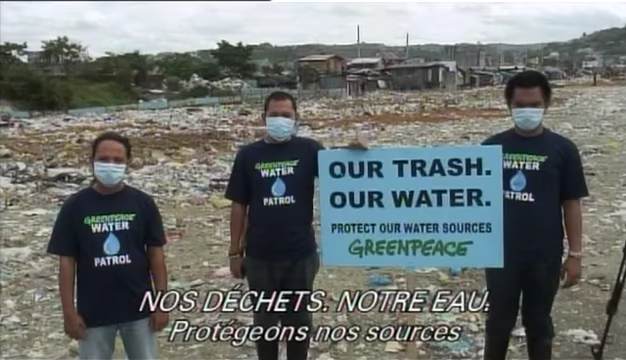 GREENPEACE
WATER
PATROL
GREENPEACE
WATER
PATROL
GREENPEACE
WATER
PATROL
OUR TRASH.
OUR WATER.
PROTECT OUR WATER SOURCES
GREENPEACE
NOS DÉCHETS. NOTRE EAU.
Protégeons nos sources